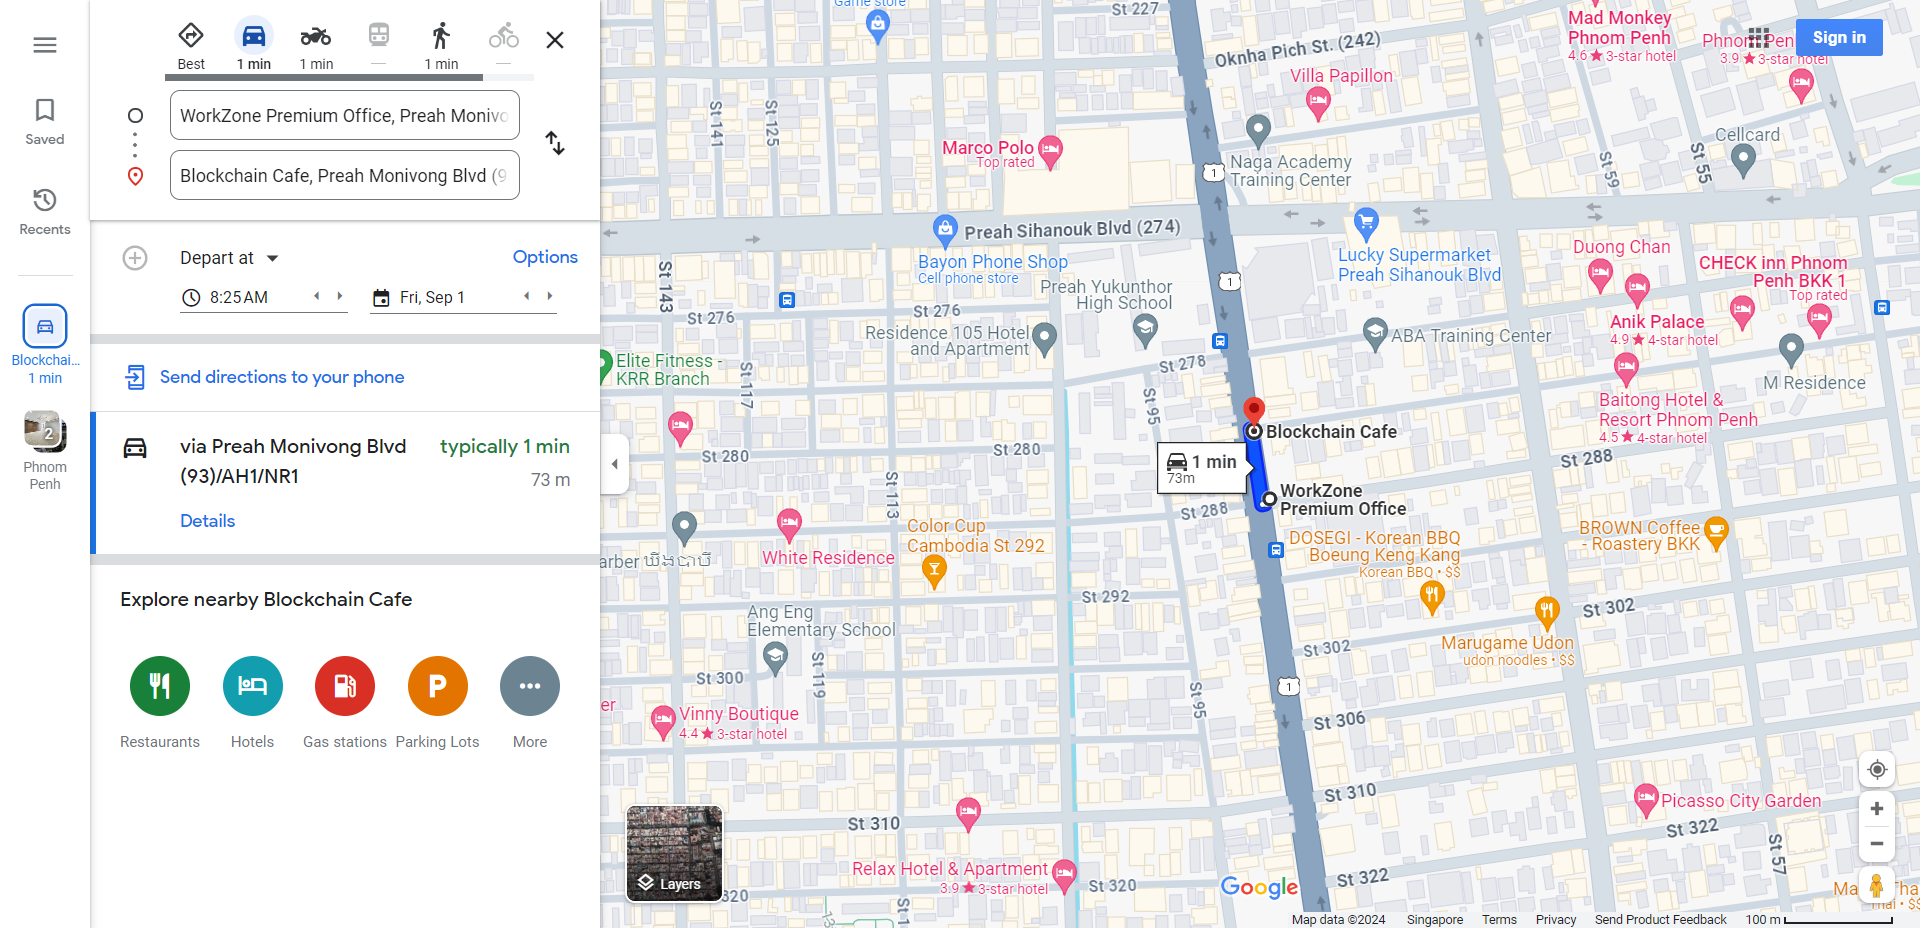 Best
1 min
1 min
—
1 min
—
WorkZone Premium Office, Preah Monivo
Blockchain Cafe, Preah Monivong Blvd (9
Saved
Recents
Blockchai...
1 min
2
Phnom
Penh
Depart at
Options
8:25 AM
Fri, Sep 1
Send directions to your phone
via Preah Monivong Blvd
(93)/AH1/NR1
typically 1 min
73 m
Details
Explore nearby Blockchain Cafe
Restaurants
Hotels
Gas stations
Parking Lots
More
Game store
St 227
Oknha Pich St. (242)
Mad Monkey
Phnom Penh
4.6 ★ 3-star hotel
Phnom Pen
3.9 ★ 3-star hotel
Sign in
Villa Papillon
St 141
St 125
Marco Polo
Top rated
Naga Academy
Training Center
Cellcard
St 59
St 55
1
Preah Sihanouk Blvd (274)
Bayon Phone Shop
Cell phone store
Lucky Supermarket
Preah Sihanouk Blvd
Duong Chan
CHECK inn Phnom
Penh BKK 1
Top rated
St 143
1
Preah Yukunthor
High School
St 276
St 276
Residence 105 Hotel
and Apartment
ABA Training Center
Anik Palace
4.9 ★ 4-star hotel
Elite Fitness -
KRR Branch
St 117
St 278
St 95
M Residence
Baitong Hotel &
Resort Phnom Penh
4.5 ★ 4-star hotel
Blockchain Cafe
St 280
St 280
1 min
73m
St 288
WorkZone
Premium Office
St 113
St 288
Color Cup
Cambodia St 292
White Residence
DOSEGI - Korean BBQ
Boeung Keng Kang
Korean BBQ • $$
BROWN Coffee
- Roastery BKK
arber ឃីងបាបី
St 292
St 302
Ang Eng
Elementary School
St 302
Marugame Udon
udon noodles • $$
St 119
St 300
St 95
1
er
Vinny Boutique
4.4 ★ 3-star hotel
St 306
St 310
St 310
Picasso City Garden
St 322
St 57
Relax Hotel & Apartment
3.9 ★ 3-star hotel
St 320
St 322
Layers
320
St 1
13
Google
Map data ©2024
Singapore
Terms
Privacy
Send Product Feedback
100 m